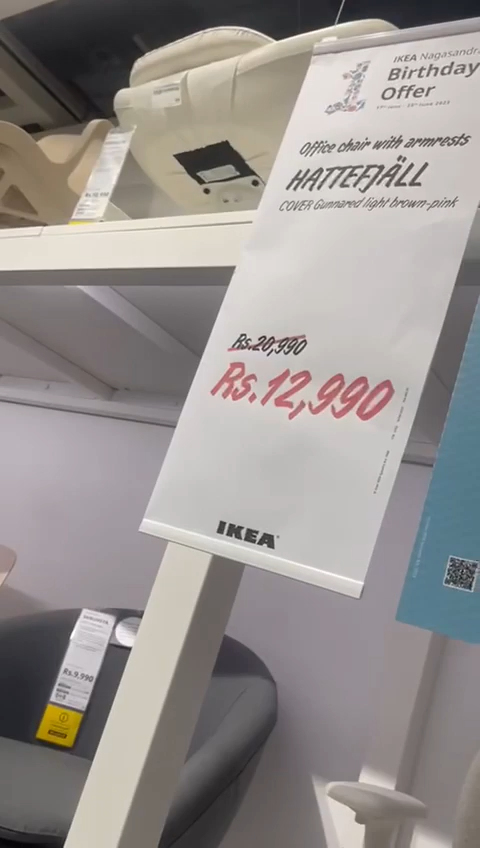 IKEA Nagasandra
Birthday
Offer
Office chair with armrests
HATTEFJÄLL
COVER Gunnared light brown-pink
Rs.20,990
Rs.12,990
IKEA
Rs.9,990